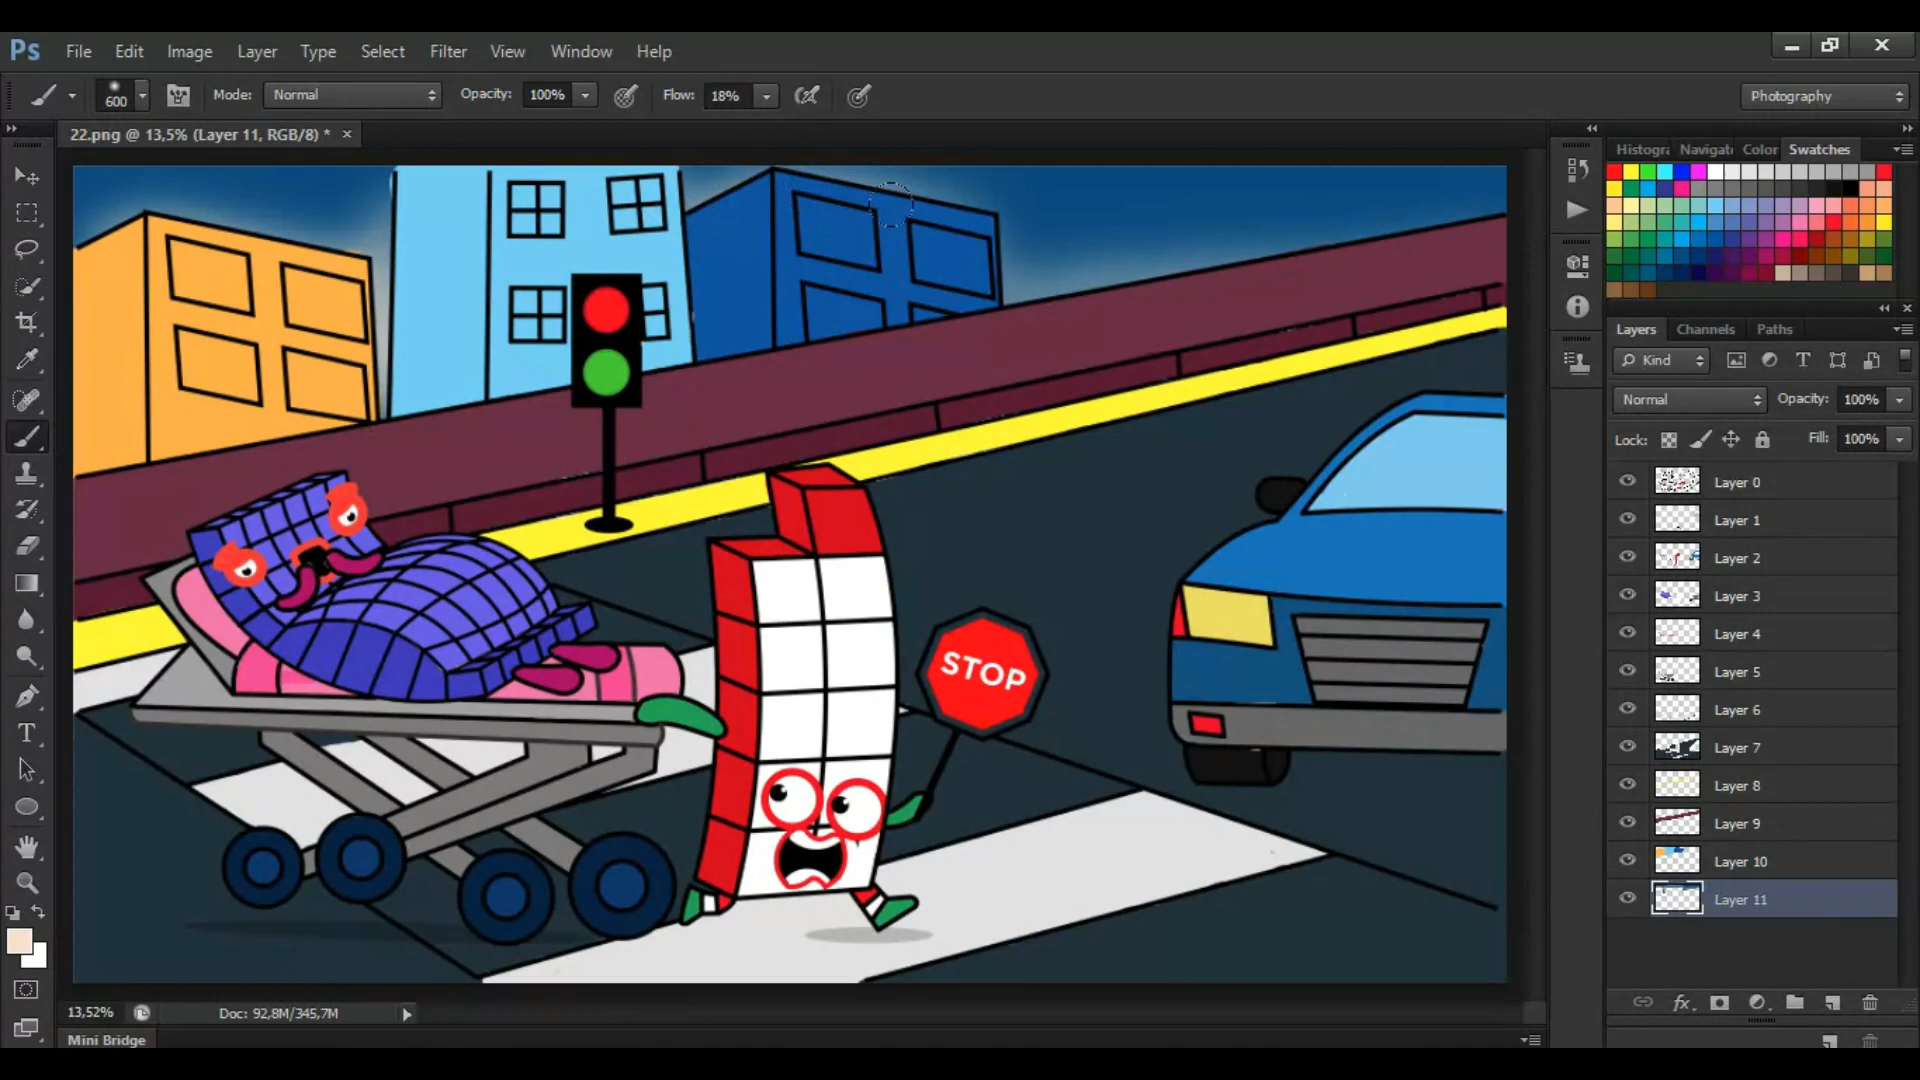 Ps File Edit Image Layer Type Select Filter View Window Help
600 Mode: Normal Opacity: 100% Flow: 18% Photography
22.png @ 13,5% (Layer 11, RGB/8) *
Histogra Navigate Color Swatches
Layers Channels Paths
Kind
Normal Opacity: 100%
Lock: Fill: 100%
Layer 0
Layer 1
Layer 2
Layer 3
Layer 4
STOP
Layer 5
Layer 6
Layer 7
Layer 8
Layer 9
Layer 10
Layer 11
fx
13,52% Doc: 92,8M/345,7M
Mini Bridge